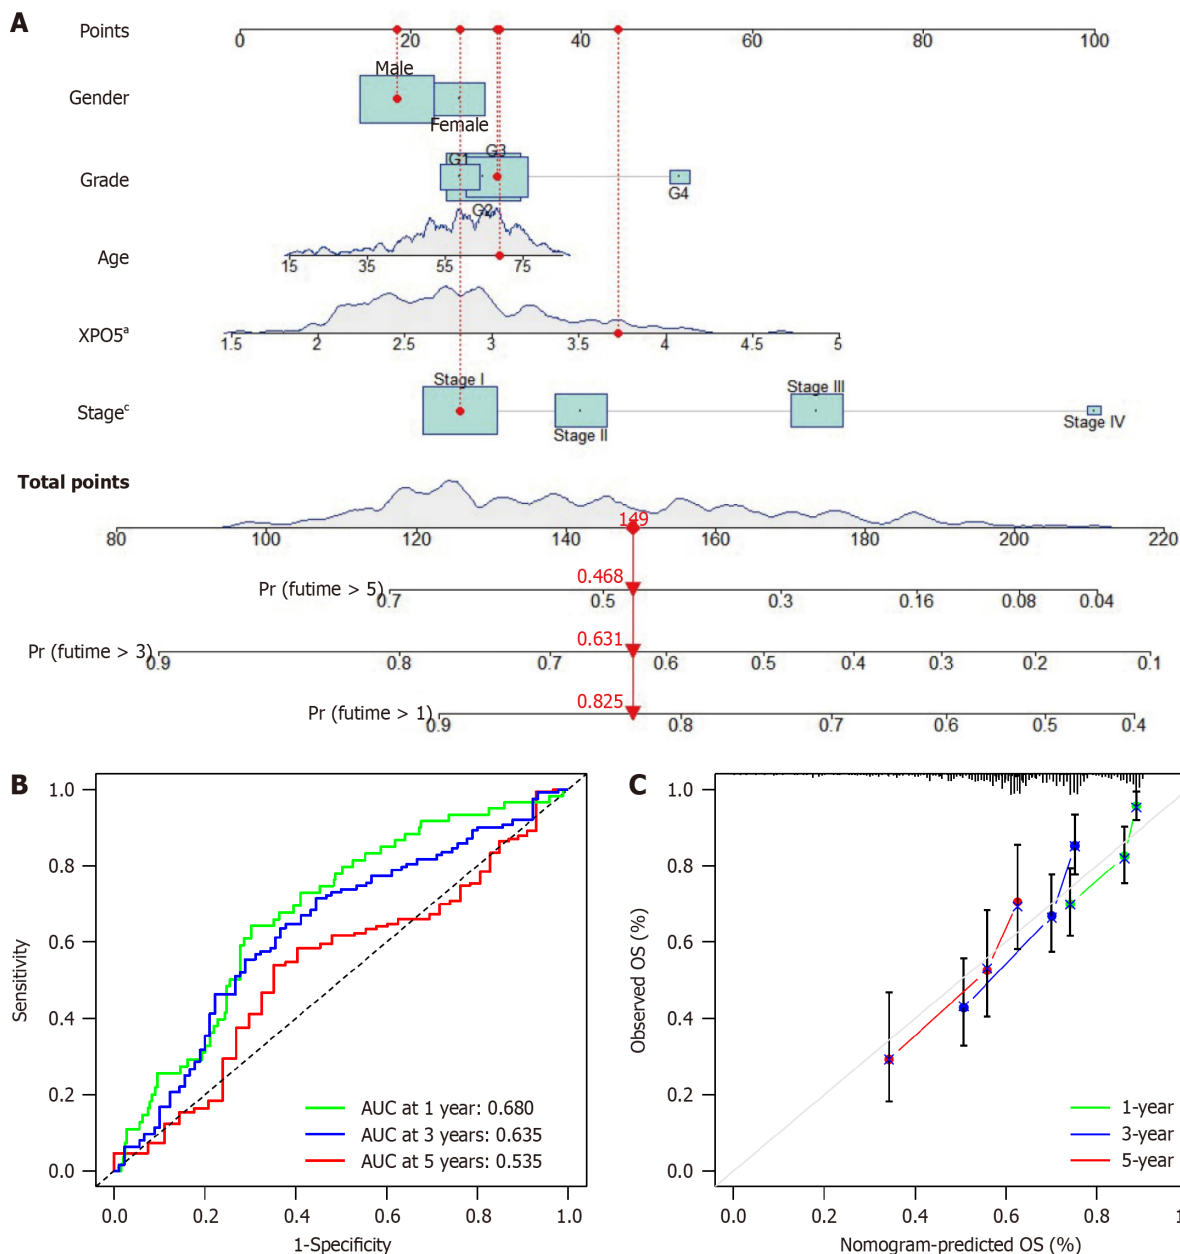 A
Points
0 20 40 60 80 100
Male
Gender
Female
G3
G1
Grade
G4
G2
Age
15 35 55 75
XPO5ᵃ
1.5 2 2.5 3 3.5 4 4.5 5
Stage I
Stage III
Stageᶜ
Stage II
Stage IV
Total points
149
80 100 120 140 160 180 200 220
0.468
Pr (futime > 5)
0.7 0.5 0.3 0.16 0.08 0.04
0.631
Pr (futime > 3)
0.9 0.8 0.7 0.6 0.5 0.4 0.3 0.2 0.1
0.825
Pr (futime > 1)
0.9 0.8 0.7 0.6 0.5 0.4
B
1.0
0.8
0.6
0.4
0.2
0.0
Sensitivity
AUC at 1 year: 0.680
AUC at 3 years: 0.635
AUC at 5 years: 0.535
0.0 0.2 0.4 0.6 0.8 1.0
1-Specificity
C
1.0
0.8
0.6
0.4
0.2
0.0
Observed OS (%)
1-year
3-year
5-year
0.0 0.2 0.4 0.6 0.8
Nomogram-predicted OS (%)